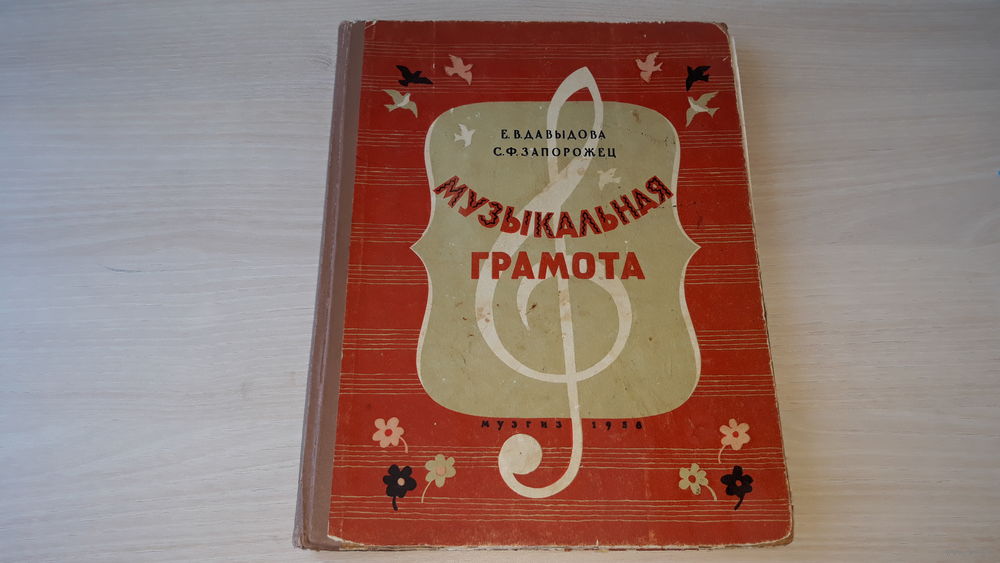 Е. В. ДАВЫДОВА
С. Ф. ЗАПОРОЖЕЦ
МУЗЫКАЛЬНАЯ
ГРАМОТА
МУЗГИЗ 1958